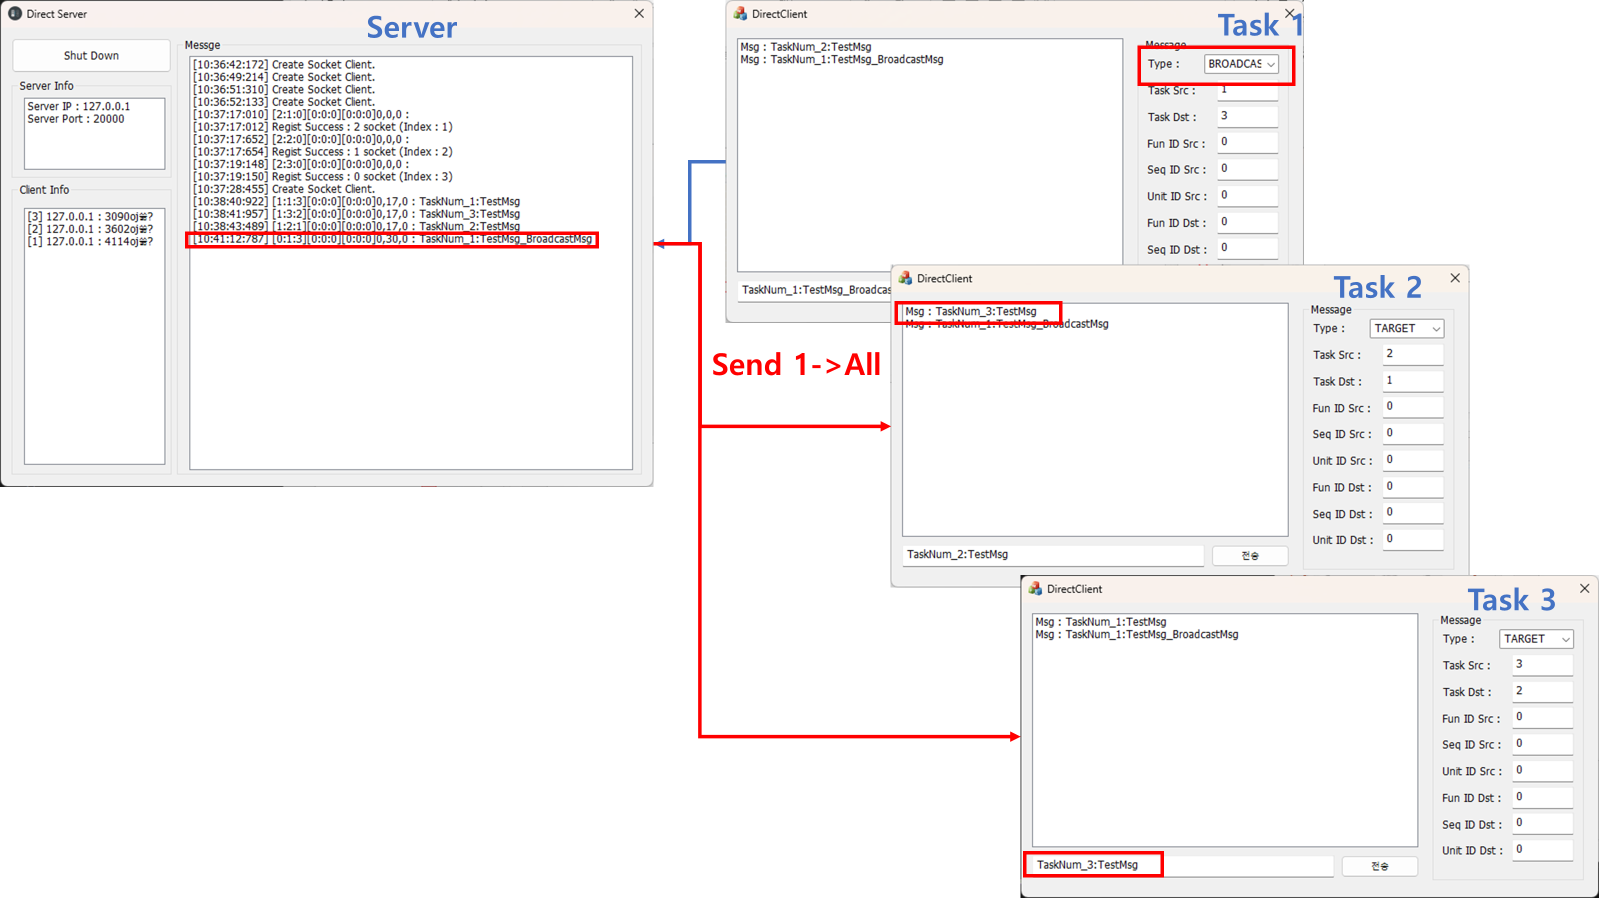 Direct Server
Server
Shut Down
Server Info
Server IP : 127.0.0.1
Server Port : 20000
Client Info
[3] 127.0.0.1 : 3090oj翊?
[2] 127.0.0.1 : 3602oj翊?
[1] 127.0.0.1 : 4114oj翊?
Messge
[10:36:42:172] Create Socket Client.
[10:36:49:214] Create Socket Client.
[10:36:51:310] Create Socket Client.
[10:36:52:133] Create Socket Client.
[10:37:17:010] [2:1:0][0:0:0][0:0:0]0,0,0 :
[10:37:17:012] Regist Success : 2 socket (Index : 1)
[10:37:17:652] [2:2:0][0:0:0][0:0:0]0,0,0 :
[10:37:17:654] Regist Success : 1 socket (Index : 2)
[10:37:19:148] [2:3:0][0:0:0][0:0:0]0,0,0 :
[10:37:19:150] Regist Success : 0 socket (Index : 3)
[10:37:28:455] Create Socket Client.
[10:38:40:922] [1:1:3][0:0:0][0:0:0]0,17,0 : TaskNum_1:TestMsg
[10:38:41:957] [1:3:2][0:0:0][0:0:0]0,17,0 : TaskNum_3:TestMsg
[10:38:43:489] [1:2:1][0:0:0][0:0:0]0,17,0 : TaskNum_2:TestMsg
[10:41:12:787] [0:1:3][0:0:0][0:0:0]0,30,0 : TaskNum_1:TestMsg_BroadcastMsg
DirectClient
Task 1
Msg : TaskNum_2:TestMsg
Msg : TaskNum_1:TestMsg_BroadcastMsg
TaskNum_1:TestMsg_Broadcas
Message
Type : BROADCAS
Task Src : 1
Task Dst : 3
Fun ID Src : 0
Seq ID Src : 0
Unit ID Src : 0
Fun ID Dst : 0
Seq ID Dst : 0
Send 1->All
DirectClient
Task 2
Msg : TaskNum_3:TestMsg
Msg : TaskNum_1:TestMsg_BroadcastMsg
TaskNum_2:TestMsg
전송
Message
Type : TARGET
Task Src : 2
Task Dst : 1
Fun ID Src : 0
Seq ID Src : 0
Unit ID Src : 0
Fun ID Dst : 0
Seq ID Dst : 0
Unit ID Dst : 0
DirectClient
Task 3
Msg : TaskNum_1:TestMsg
Msg : TaskNum_1:TestMsg_BroadcastMsg
TaskNum_3:TestMsg
전송
Message
Type : TARGET
Task Src : 3
Task Dst : 2
Fun ID Src : 0
Seq ID Src : 0
Unit ID Src : 0
Fun ID Dst : 0
Seq ID Dst : 0
Unit ID Dst : 0